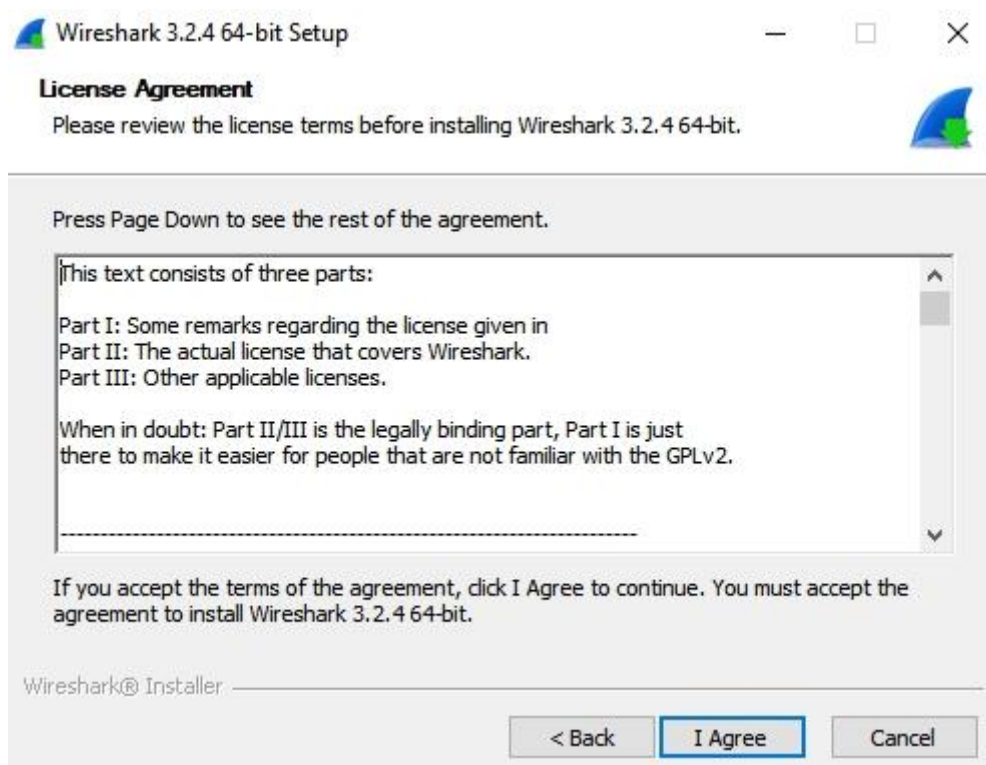 Wireshark 3.2.4 64-bit Setup
License Agreement
Please review the license terms before installing Wireshark 3.2.4 64-bit.
Press Page Down to see the rest of the agreement.
This text consists of three parts:
Part I: Some remarks regarding the license given in
Part II: The actual license that covers Wireshark.
Part III: Other applicable licenses.
When in doubt: Part II/III is the legally binding part, Part I is just
there to make it easier for people that are not familiar with the GPLv2.
-------------------------------------------------------------------------
If you accept the terms of the agreement, click I Agree to continue. You must accept the
agreement to install Wireshark 3.2.4 64-bit.
Wireshark® Installer
< Back I Agree Cancel